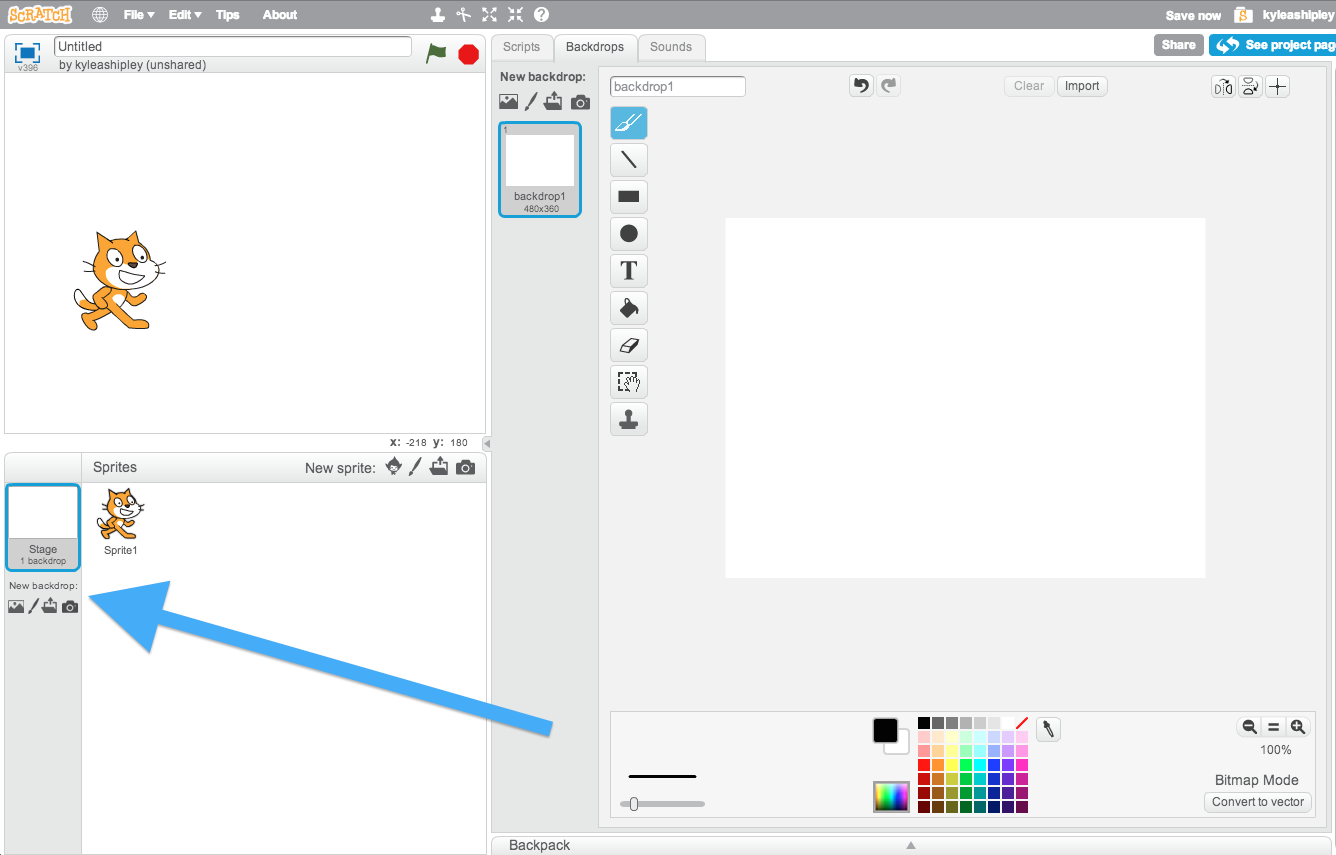 SCRATCH File Edit Tips About Save now S kyleashipley
v396 Untitled
by kyleashipley (unshared)
Scripts Backdrops Sounds
Share See project page
New backdrop:
backdrop1 Clear Import
1
backdrop1
480x360
T
x: -218 y: 180
Sprites New sprite:
Stage
1 backdrop
Sprite1
New backdrop:
100%
Bitmap Mode
Convert to vector
Backpack